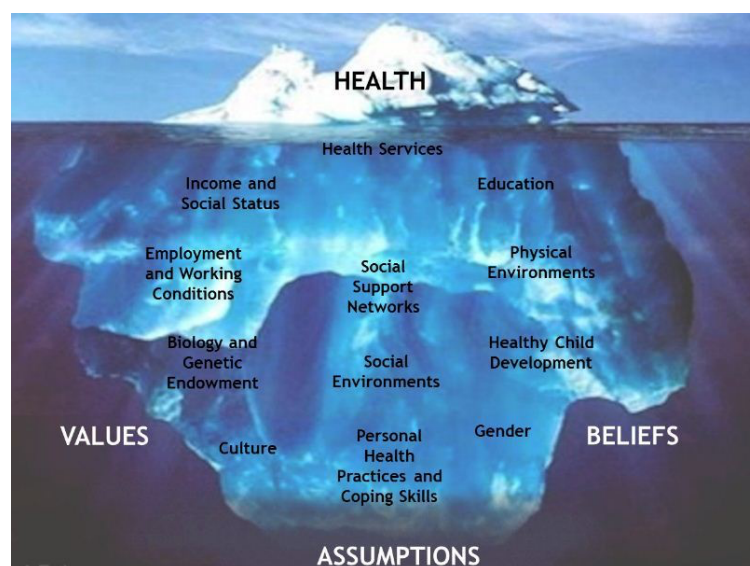 HEALTH
Health Services
Income and
Social Status
Education
Employment
and Working
Conditions
Social
Support
Networks
Physical
Environments
Biology and
Genetic
Endowment
Social
Environments
Healthy Child
Development
VALUES
Culture
Personal
Health
Practices and
Coping Skills
Gender
BELIEFS
ASSUMPTIONS